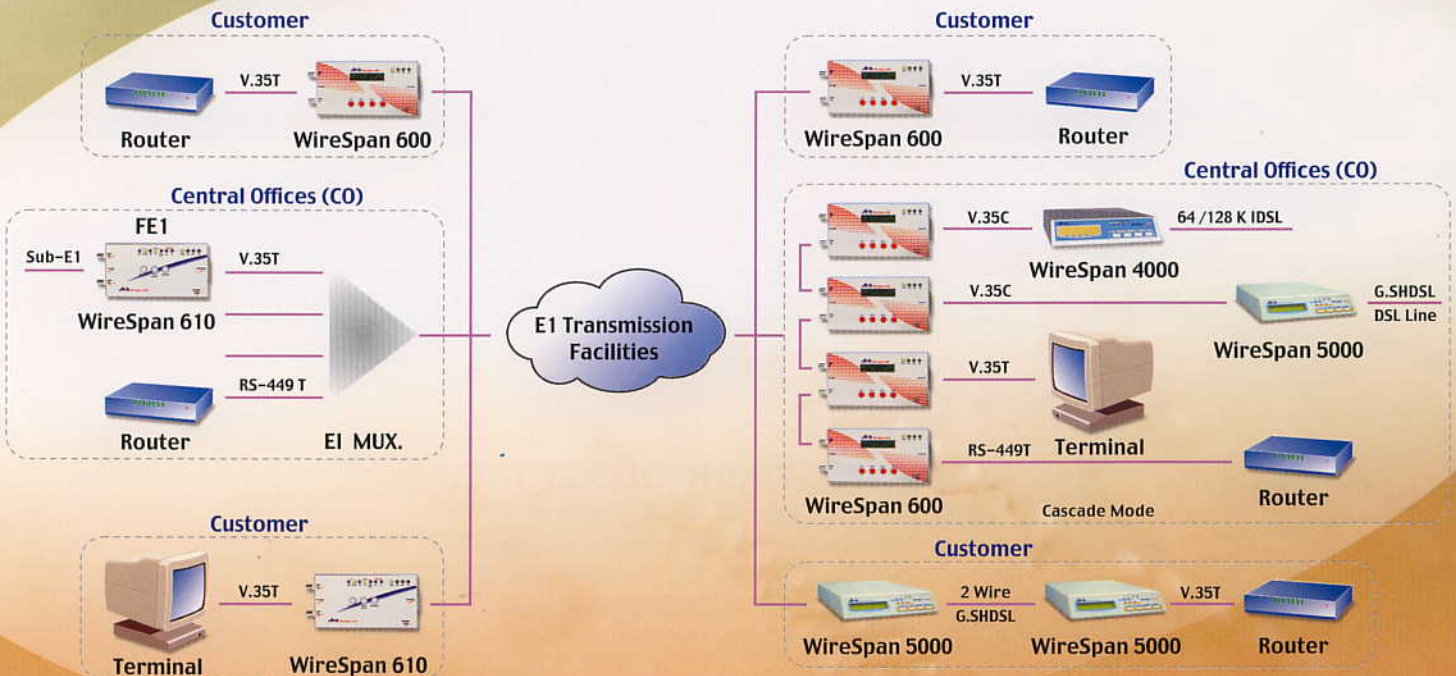 Customer
V.35T
Router
WireSpan 600
Central Offices (CO)
FE1
Sub-E1
V.35T
WireSpan 610
RS-449 T
Router
EI MUX.
Customer
V.35T
Terminal
WireSpan 610
E1 Transmission
Facilities
Customer
V.35T
WireSpan 600
Router
Central Offices (CO)
V.35C
64 /128 K IDSL
WireSpan 4000
V.35C
G.SHDSL
DSL Line
WireSpan 5000
V.35T
Terminal
RS-449T
WireSpan 600
Cascade Mode
Router
Customer
2 Wire
G.SHDSL
V.35T
WireSpan 5000
WireSpan 5000
Router